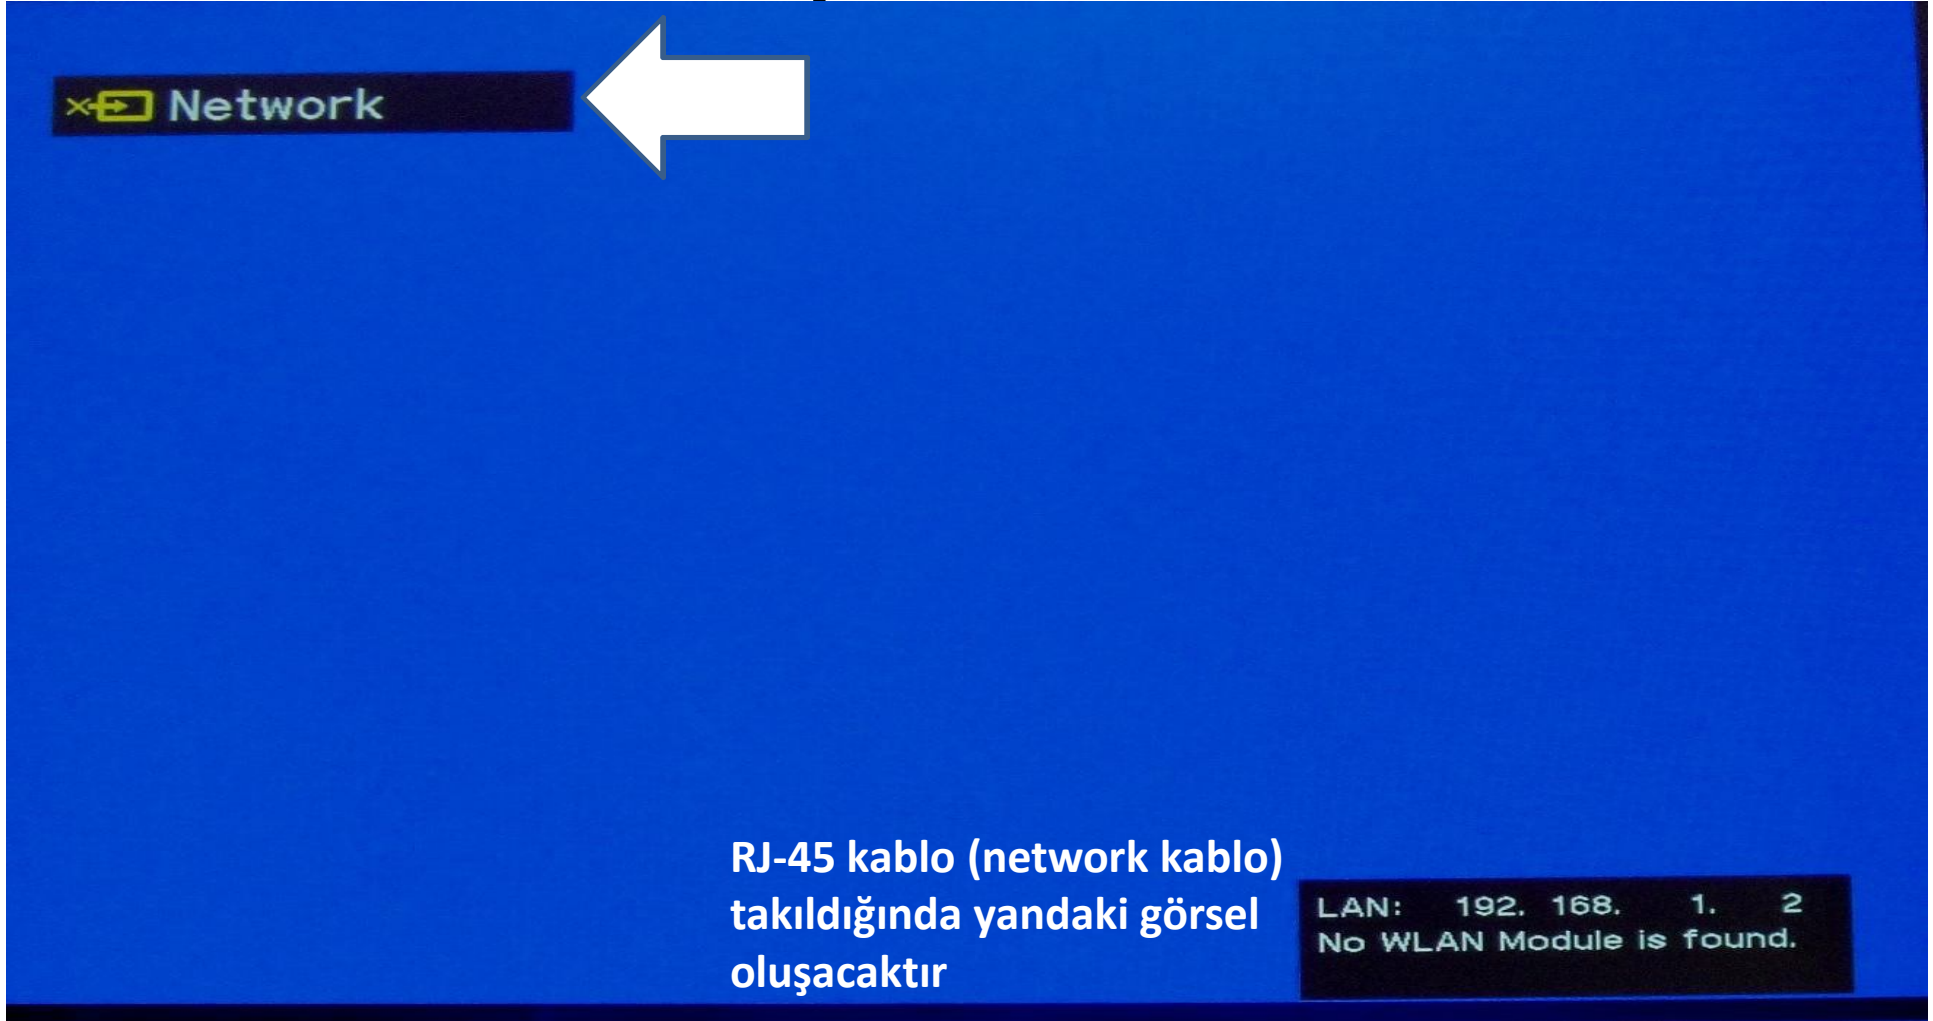 Network
RJ-45 kablo (network kablo)
takıldığında yandaki görsel
oluşacaktır
LAN: 192. 168. 1. 2
No WLAN Module is found.